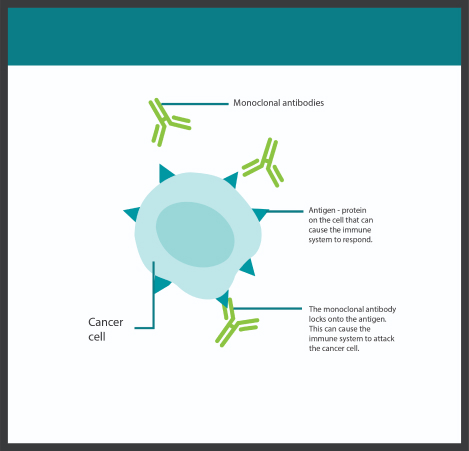 Monoclonal antibodies
Antigen - protein
on the cell that can
cause the immune
system to respond.
Cancer
cell
The monoclonal antibody
locks onto the antigen.
This can cause the
immune system to attack
the cancer cell.